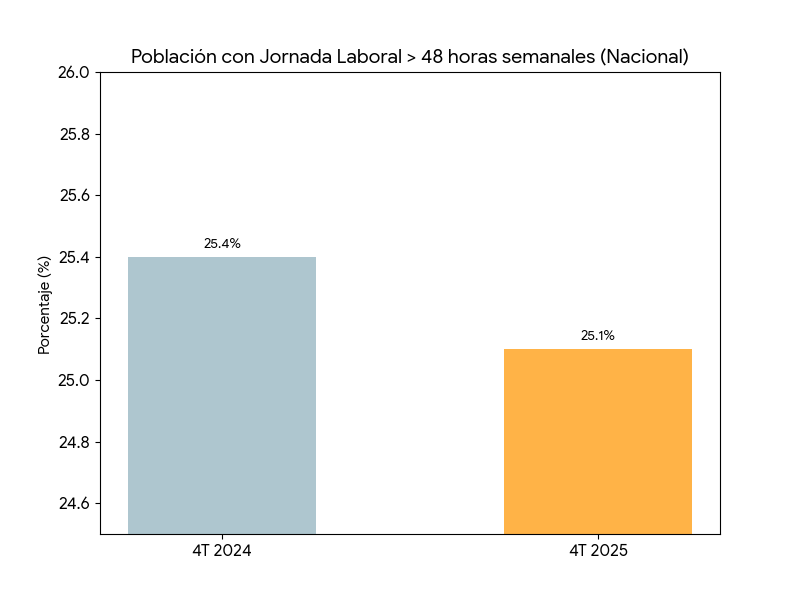 Población con Jornada Laboral > 48 horas semanales (Nacional)
26.0
25.8
25.6
25.4
25.2
25.0
24.8
24.6
Porcentaje (%)
25.4%
25.1%
4T 2024
4T 2025